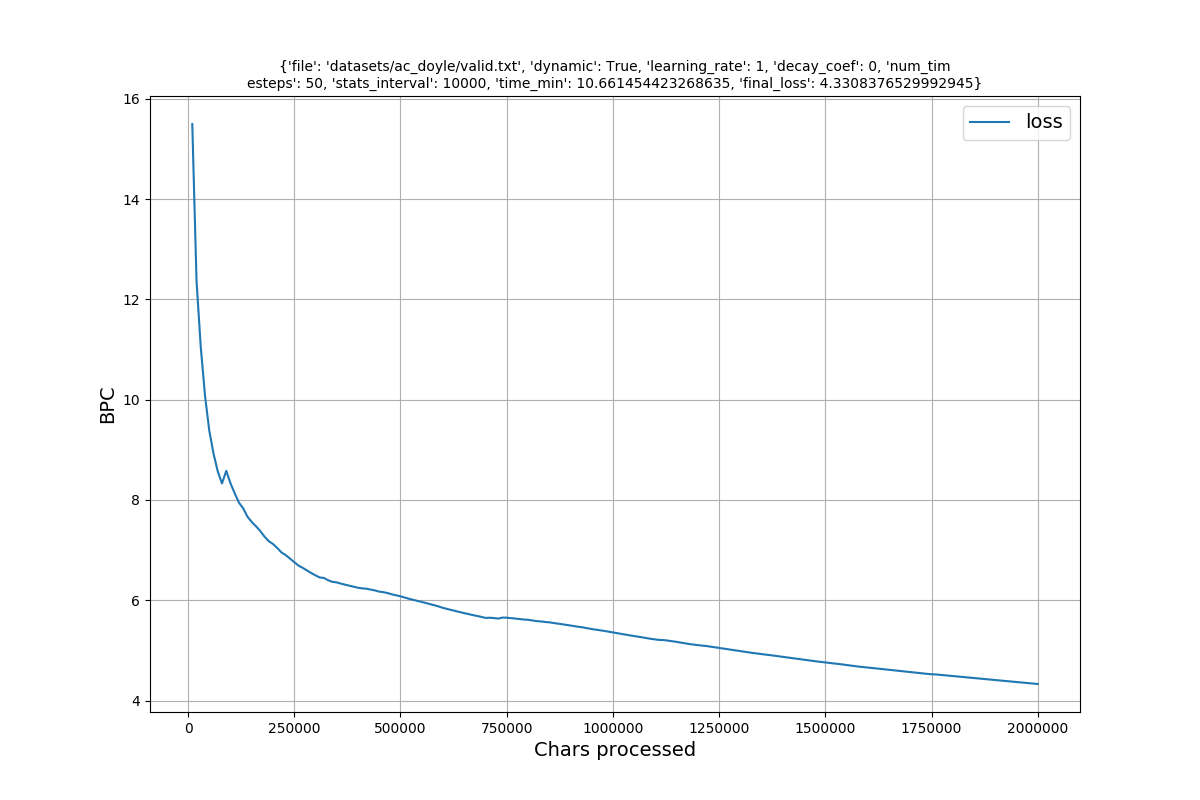 {'file': 'datasets/ac_doyle/valid.txt', 'dynamic': True, 'learning_rate': 1, 'decay_coef': 0, 'num_tim
esteps': 50, 'stats_interval': 10000, 'time_min': 10.661454423268635, 'final_loss': 4.3308376529992945}
loss
16
14
12
10
8
6
4
BPC
0 250000 500000 750000 1000000 1250000 1500000 1750000 2000000
Chars processed